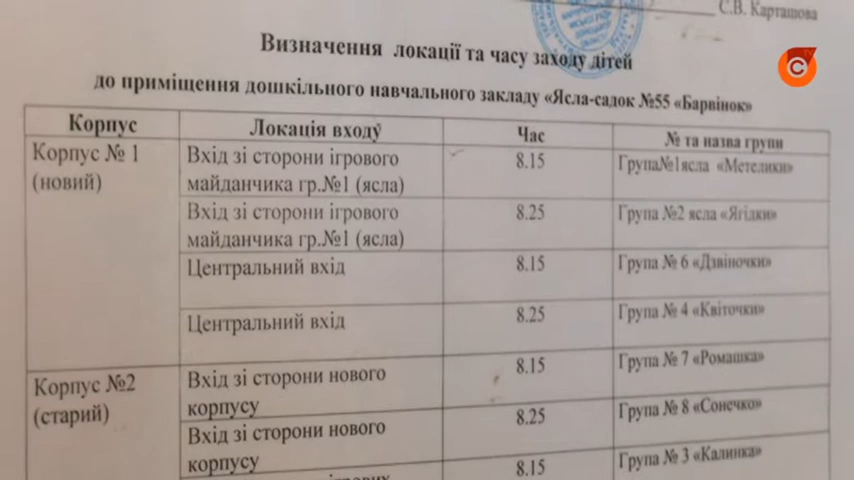 С.В. Карташова
Визначення локації та часу заходу дітей
до приміщення дошкільного навчального закладу «Ясла-садок №55 «Барвінок»
Корпус Локація входу Час № та назва групи
Корпус № 1 (новий) Вхід зі сторони ігрового 8.15 Група№1ясла «Метелики»
майданчика гр.№1 (ясла)
Вхід зі сторони ігрового 8.25 Група №2 ясла «Ягідки»
майданчика гр.№1 (ясла)
Центральний вхід 8.15 Група № 6 «Дзвіночки»
Центральний вхід 8.25 Група № 4 «Квіточки»
Корпус №2 (старий) Вхід зі сторони нового 8.15 Група № 7 «Ромашка»
корпусу
Вхід зі сторони нового 8.25 Група № 8 «Сонечко»
корпусу
8.15 Група № 3 «Калинка»